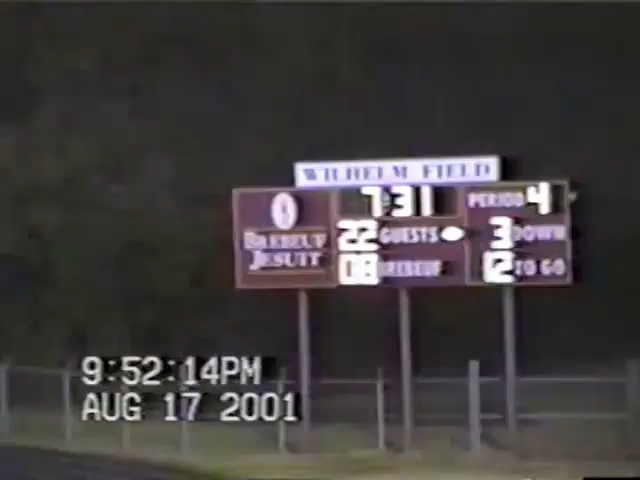 WILHELM FIELD
7:31 PERIOD 4
BREBEUF
JESUIT
22 GUESTS 3 DOWN
08 BREBEUF 12 TO GO
9:52:14PM
AUG 17 2001